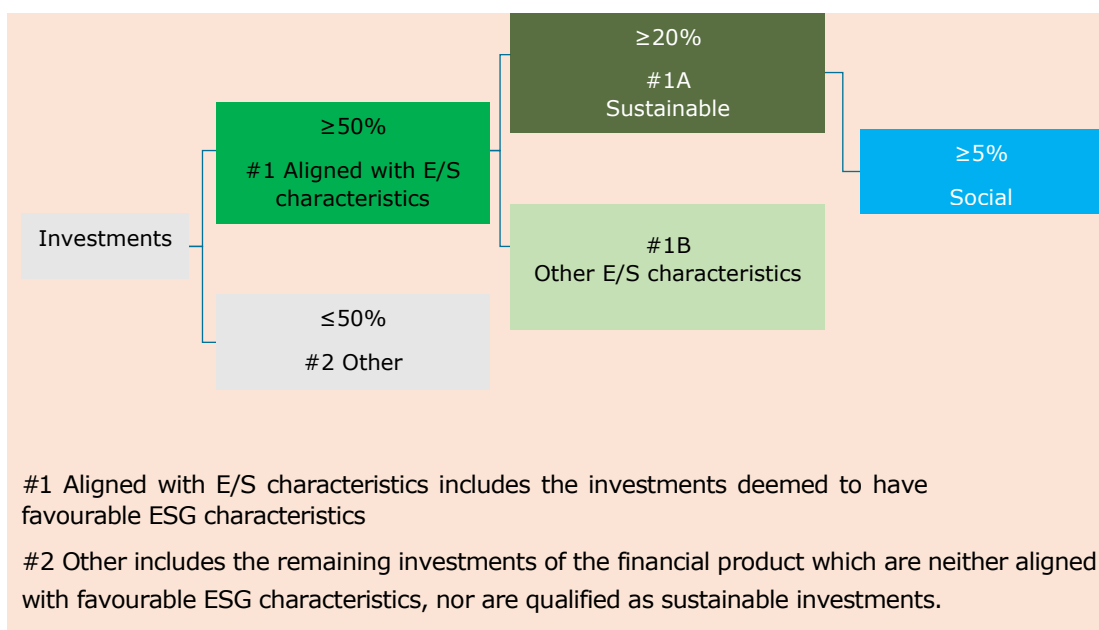 ≥20%
#1A
Sustainable
≥50%
#1 Aligned with E/S
characteristics
≥5%
Social
Investments
#1B
Other E/S characteristics
≤50%
#2 Other
#1 Aligned with E/S characteristics includes the investments deemed to have
favourable ESG characteristics
#2 Other includes the remaining investments of the financial product which are neither aligned
with favourable ESG characteristics, nor are qualified as sustainable investments.